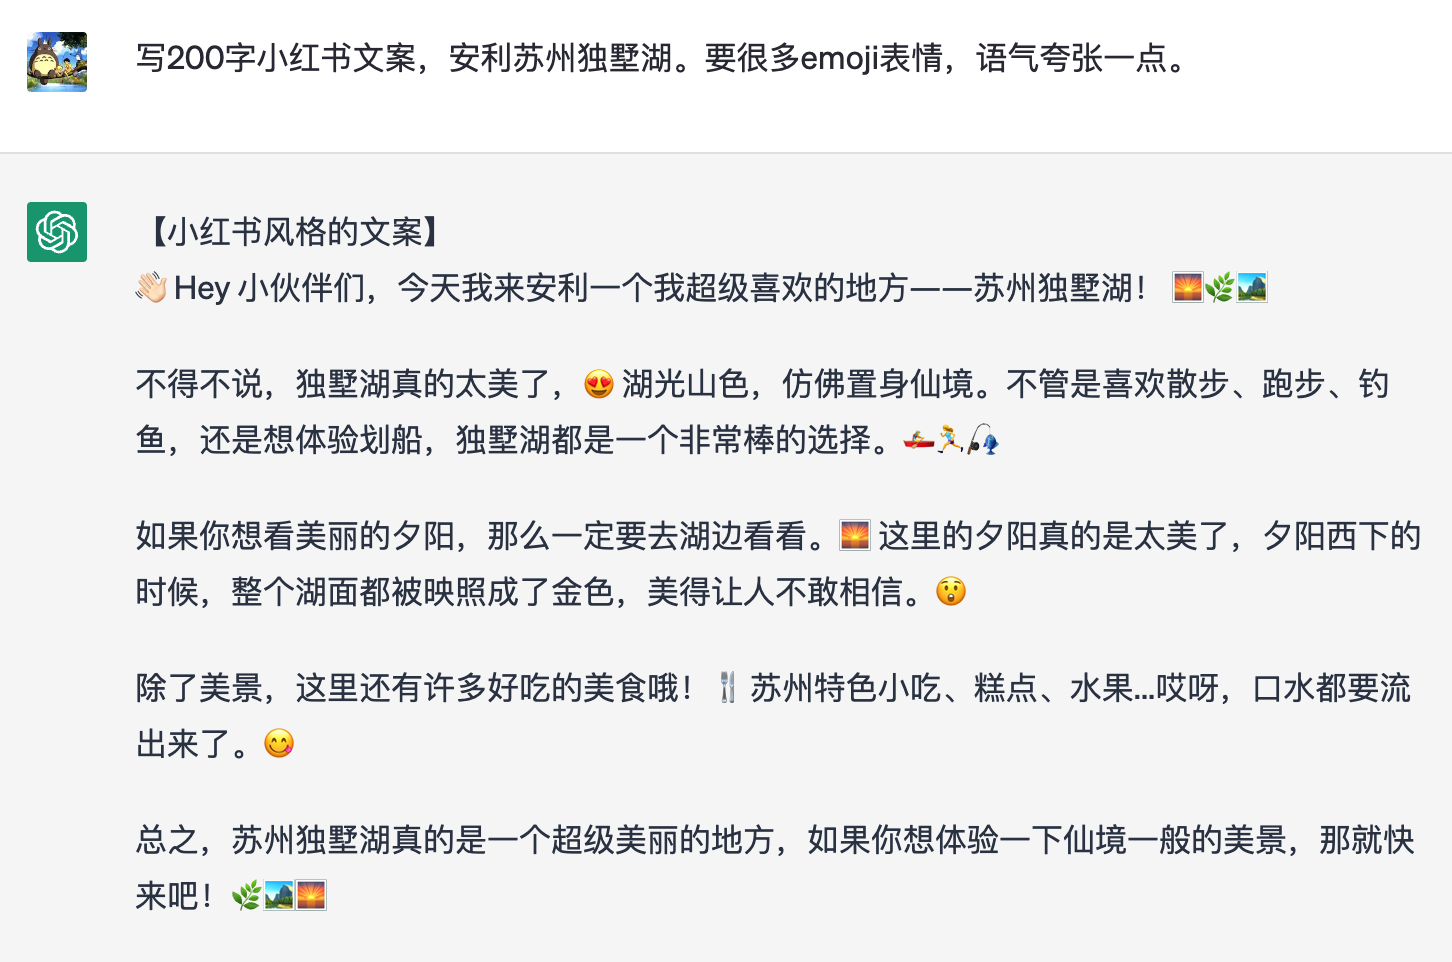 写200字小红书文案，安利苏州独墅湖。要很多emoji表情，语气夸张一点。
【小红书风格的文案】
👋🏻 Hey 小伙伴们，今天我来安利一个我超级喜欢的地方——苏州独墅湖！ 🌅🌿🏞️
不得不说，独墅湖真的太美了，😍 湖光山色，仿佛置身仙境。不管是喜欢散步、跑步、钓
鱼，还是想体验划船，独墅湖都是一个非常棒的选择。🚣🏻‍♀️🏃‍♀️🎣
如果你想看美丽的夕阳，那么一定要去湖边看看。🌅 这里的夕阳真的是太美了，夕阳西下的
时候，整个湖面都被映照成了金色，美得让人不敢相信。😲
除了美景，这里还有许多好吃的美食哦！🍴 苏州特色小吃、糕点、水果...哎呀，口水都要流
出来了。😋
总之，苏州独墅湖真的是一个超级美丽的地方，如果你想体验一下仙境一般的美景，那就快
来吧！🌿🏞️🌅